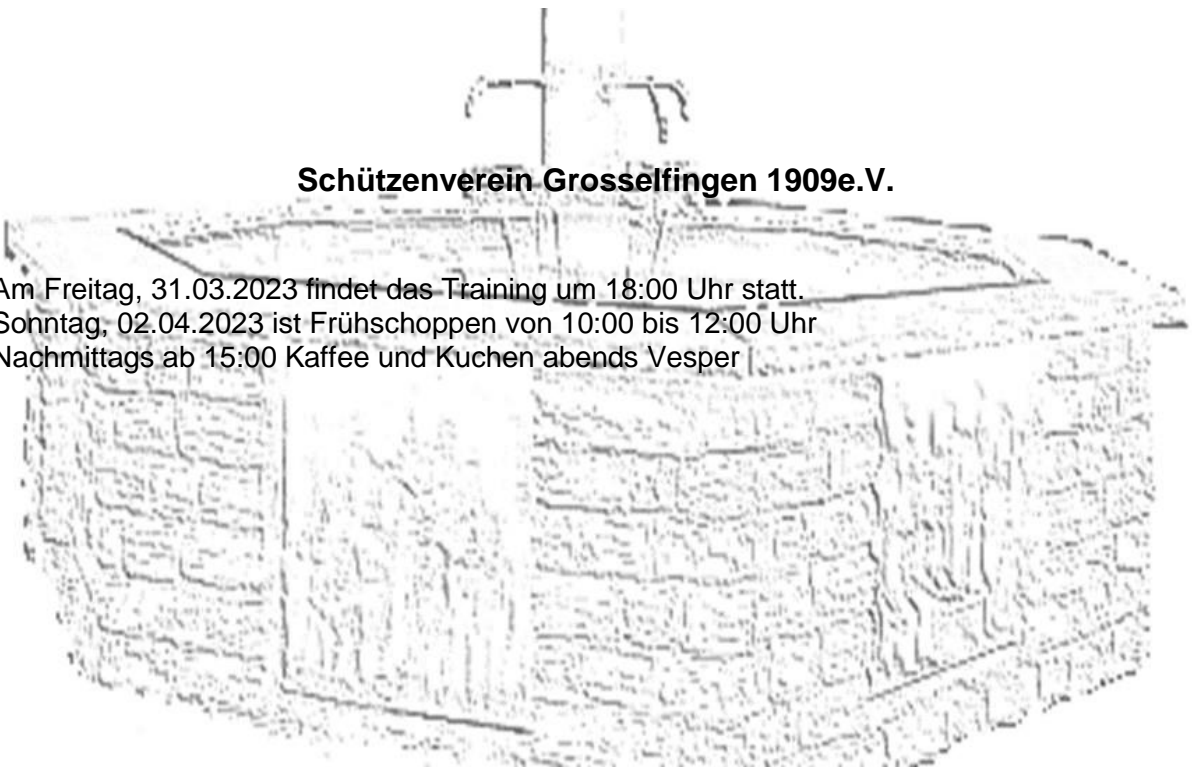 Schützenverein Grosselfingen 1909e.V.
Am Freitag, 31.03.2023 findet das Training um 18:00 Uhr statt.
Sonntag, 02.04.2023 ist Frühschoppen von 10:00 bis 12:00 Uhr
Nachmittags ab 15:00 Kaffee und Kuchen abends Vesper